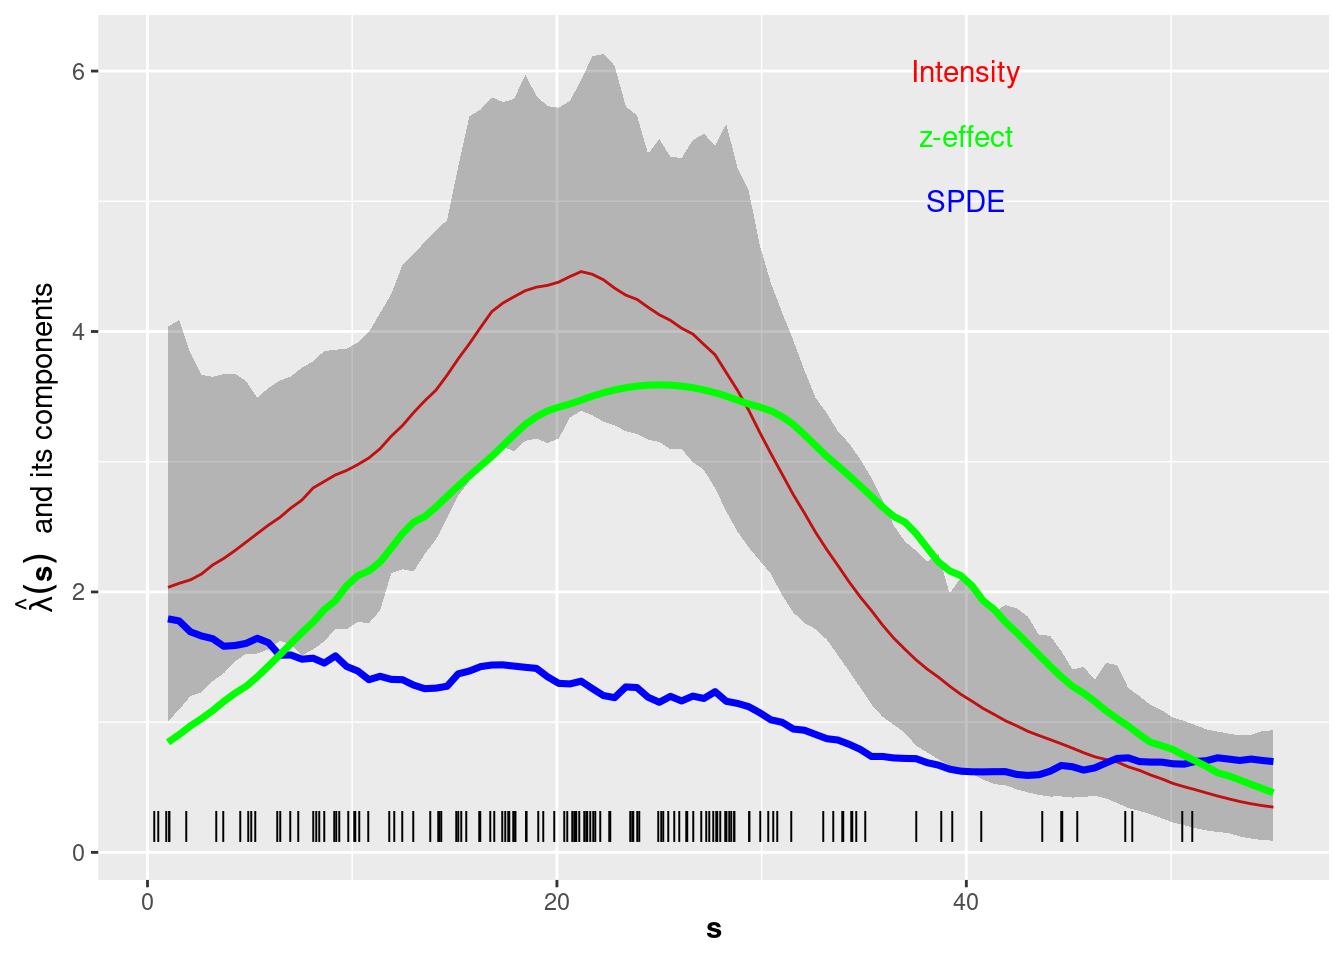 Intensity
z-effect
SPDE
6
4
2
0
λ̂(s) and its components
0 20 40
s